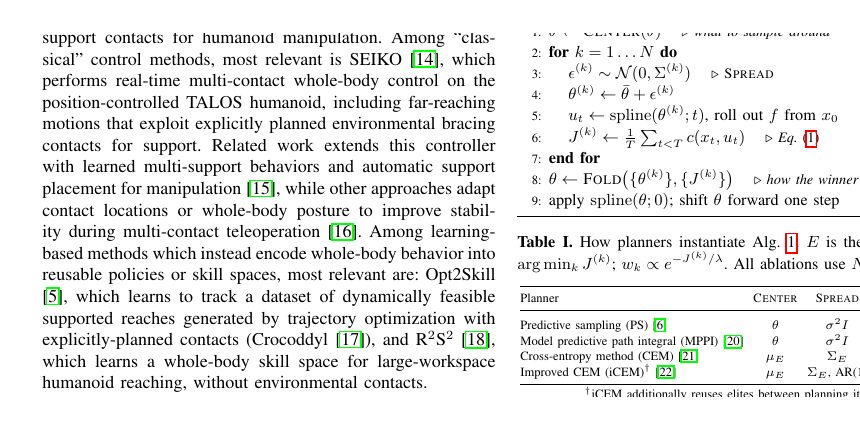 support contacts for humanoid manipulation. Among “clas-
sical” control methods, most relevant is SEIKO [14], which
performs real-time multi-contact whole-body control on the
position-controlled TALOS humanoid, including far-reaching
motions that exploit explicitly planned environmental bracing
contacts for support. Related work extends this controller
with learned multi-support behaviors and automatic support
placement for manipulation [15], while other approaches adapt
contact locations or whole-body posture to improve stabil-
ity during multi-contact teleoperation [16]. Among learning-
based methods which instead encode whole-body behavior into
reusable policies or skill spaces, most relevant are: Opt2Skill
[5], which learns to track a dataset of dynamically feasible
supported reaches generated by trajectory optimization with
explicitly-planned contacts (Crocoddyl [17]), and R²S² [18],
which learns a whole-body skill space for large-workspace
humanoid reaching, without environmental contacts.
2: for k = 1 … N do
3: ϵ^(k) ∼ 𝒩(0, Σ^(k)) ▷ SPREAD
4: θ^(k) ← θ̄ + ϵ^(k)
5: u_t ← spline(θ^(k); t), roll out f from x_0
6: J^(k) ← 1/T ∑_{t<T} c(x_t, u_t) ▷ Eq. (1)
7: end for
8: θ ← FOLD({θ^(k)}, {J^(k)}) ▷ how the winner
9: apply spline(θ; 0); shift θ forward one step
Table I. How planners instantiate Alg. 1. E is the
arg min_k J^(k); w_k ∝ e^{−J^(k)/λ}. All ablations use N
Planner CENTER SPREAD
Predictive sampling (PS) [6] θ σ²I
Model predictive path integral (MPPI) [20] θ σ²I
Cross-entropy method (CEM) [21] μ_E Σ_E
Improved CEM (iCEM)† [22] μ_E Σ_E, AR(1
†iCEM additionally reuses elites between planning it